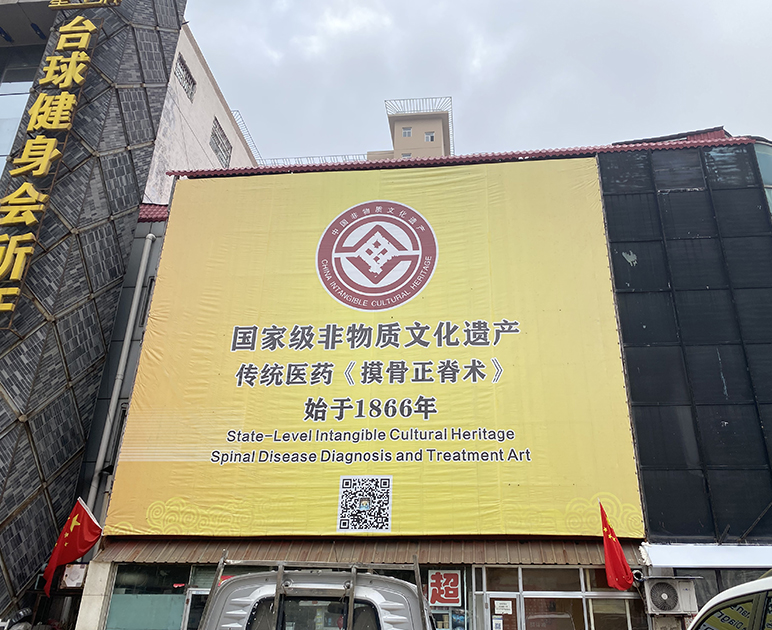 台球健身会所
中国非物质文化遗产
CHINA INTANGIBLE CULTURAL HERITAGE
国家级非物质文化遗产
传统医药《摸骨正脊术》
始于1866年
State-Level Intangible Cultural Heritage
Spinal Disease Diagnosis and Treatment Art
超